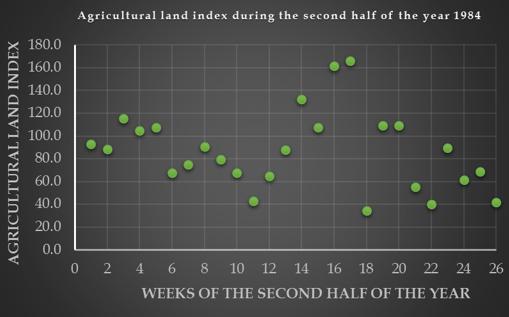 Agricultural land index during the second half of the year 1984
AGRICULTURAL LAND INDEX
180.0
160.0
140.0
120.0
100.0
80.0
60.0
40.0
20.0
0.0
0 2 4 6 8 10 12 14 16 18 20 22 24 26
WEEKS OF THE SECOND HALF OF THE YEAR